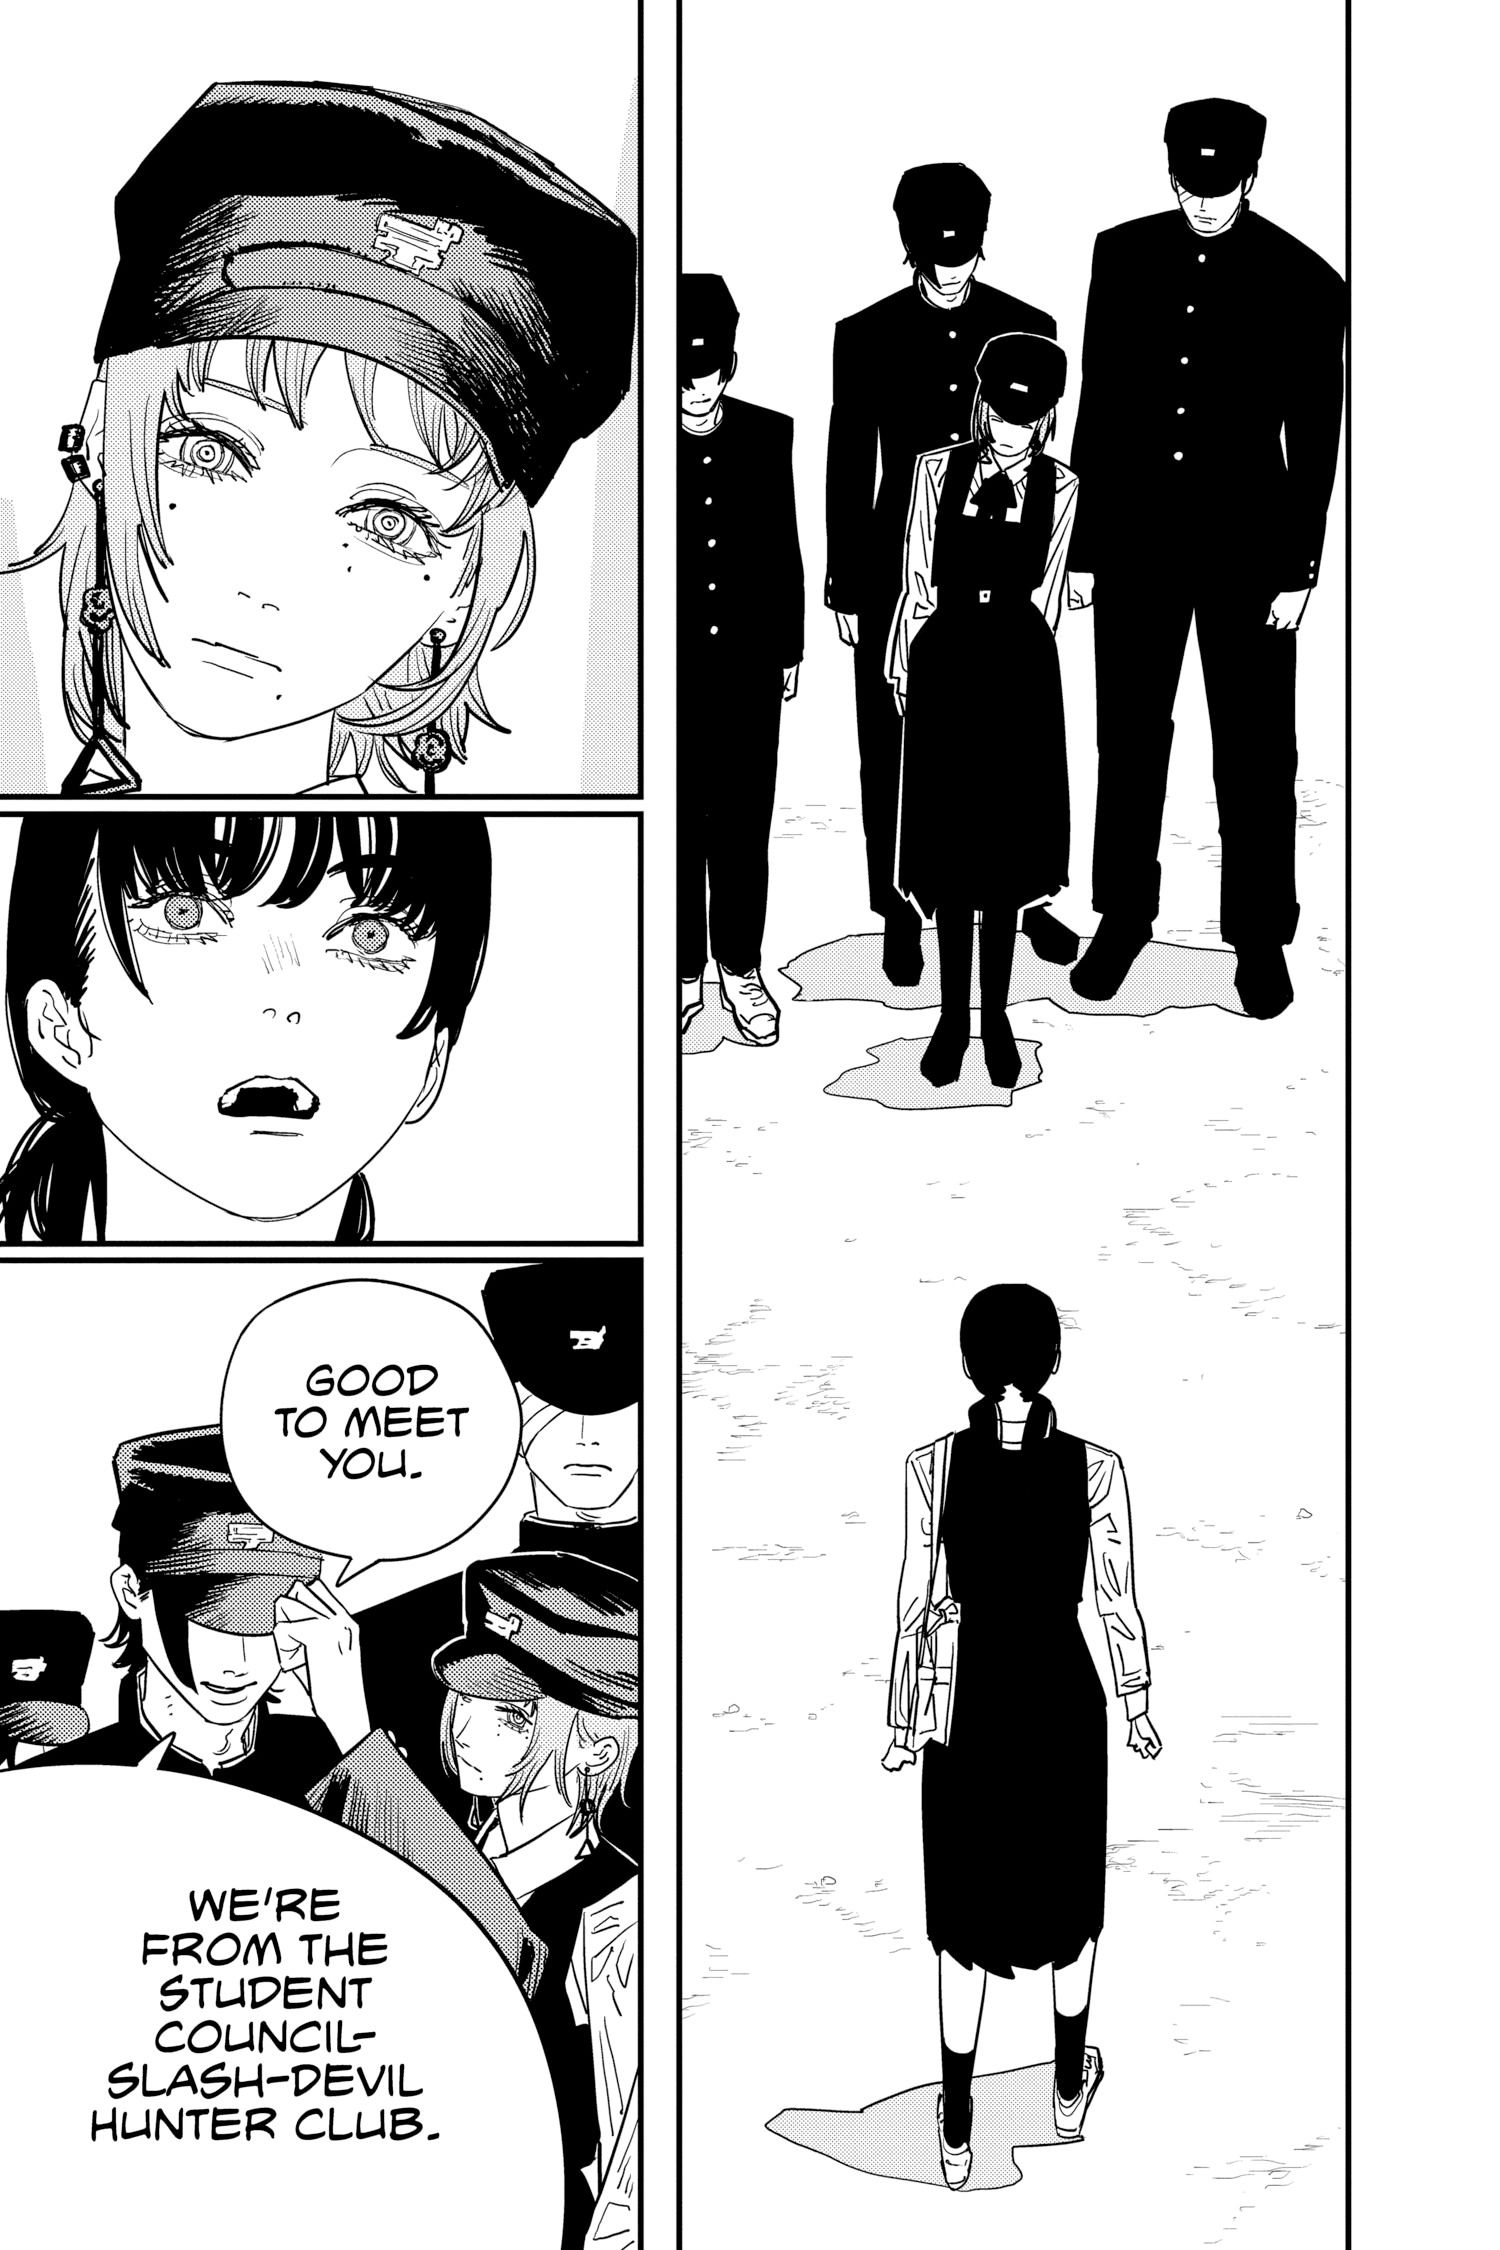 GOOD
TO MEET
YOU.
WE'RE
FROM THE
STUDENT
COUNCIL-
SLASH-DEVIL
HUNTER CLUB.